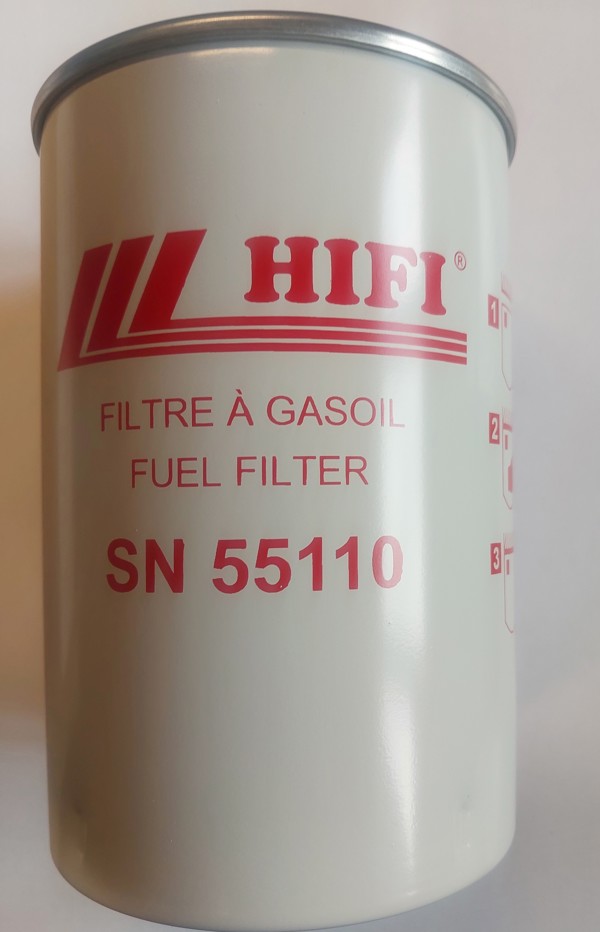 HIFI®
FILTRE À GASOIL
FUEL FILTER
SN 55110
1
2
3